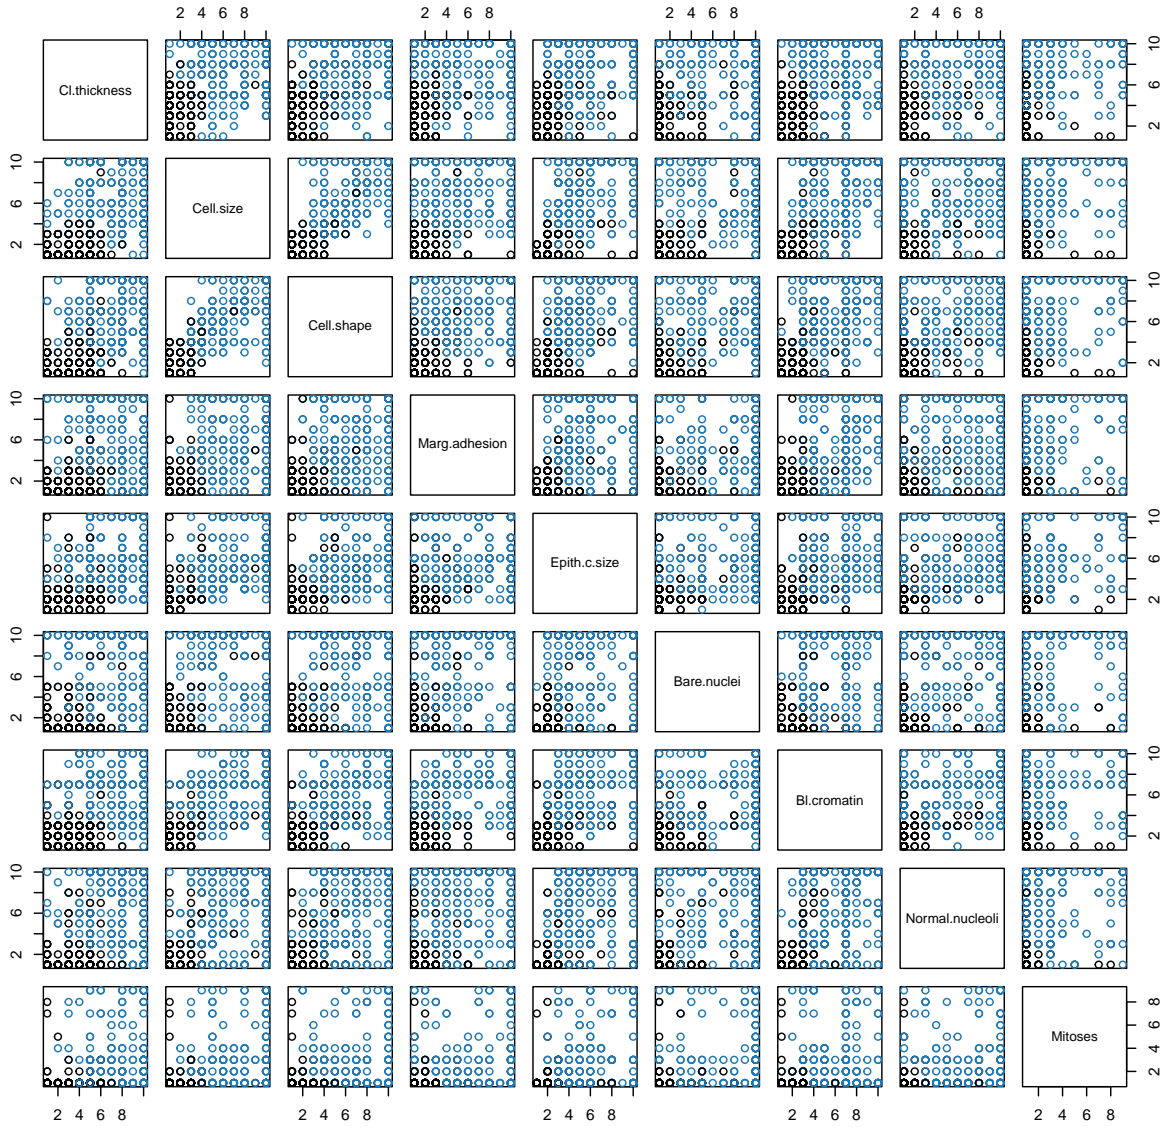 2 4 6 8 2 4 6 8 2 4 6 8 2 4 6 8
Cl.thickness 2 6 10
2 6 10 Cell.size
Cell.shape 2 6 10
2 6 10 Marg.adhesion
Epith.c.size 2 6 10
2 6 10 Bare.nuclei
Bl.cromatin 2 6 10
2 6 10 Normal.nucleoli
Mitoses 2 4 6 8
2 4 6 8 2 4 6 8 2 4 6 8 2 4 6 8 2 4 6 8